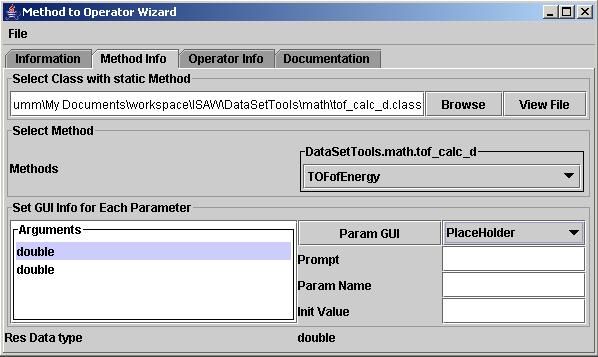 Method to Operator Wizard
File
Information Method Info Operator Info Documentation
Select Class with static Method
umm\My Documents\workspace\ISAW\DataSetTools\math\tof_calc_d.class Browse View File
Select Method
DataSetTools.math.tof_calc_d
Methods TOFofEnergy
Set GUI Info for Each Parameter
Arguments Param GUI PlaceHolder
double
double
Prompt
Param Name
Init Value
Res Data type double